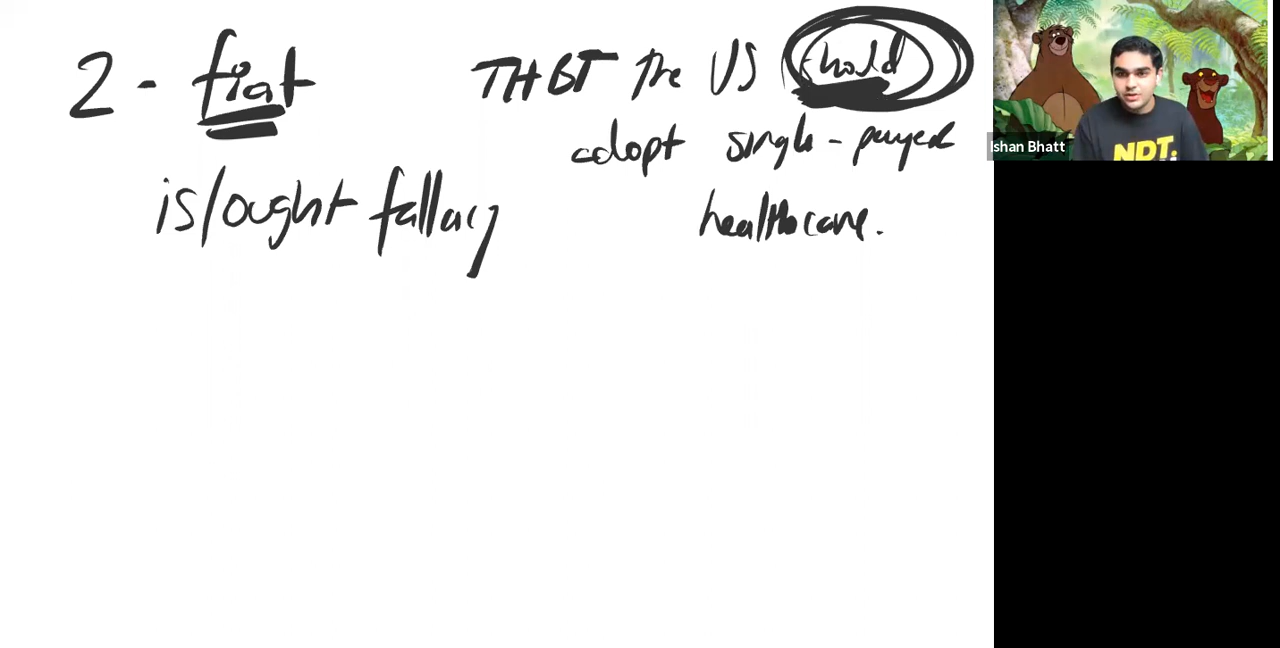 2 - fiat
THBT the US should
adopt single-payer
healthcare.
is/ought fallacy
Ishan Bhatt
NDT.